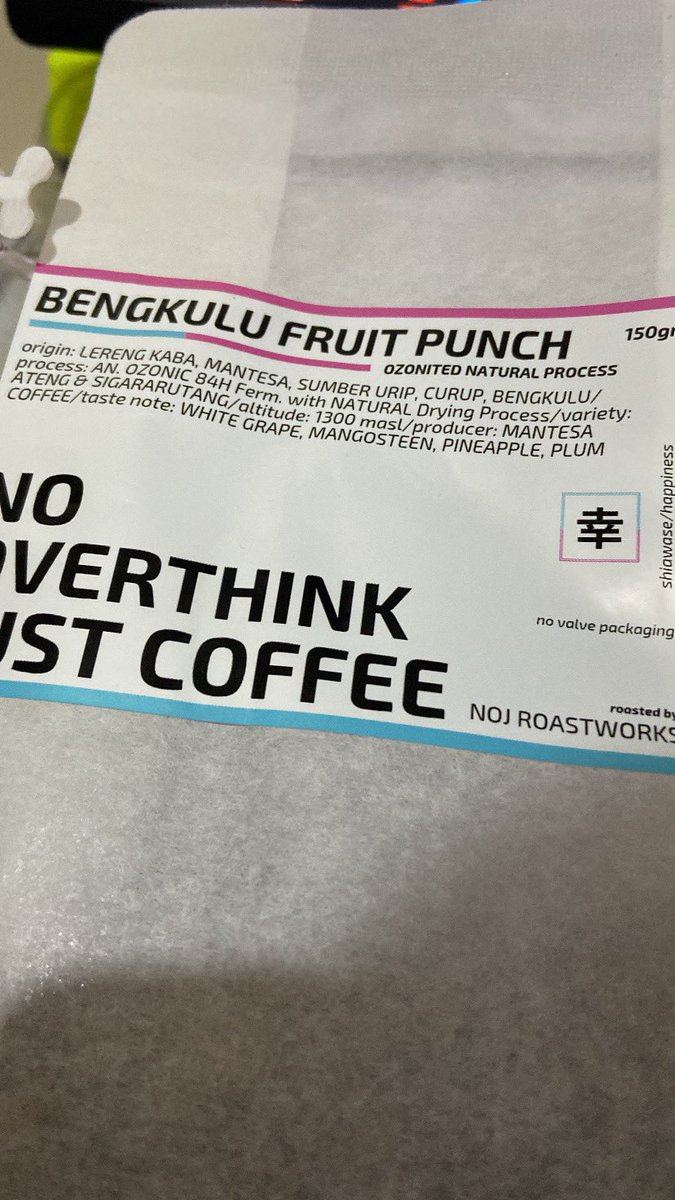 BENGKULU FRUIT PUNCH
150gr
OZONITED NATURAL PROCESS
origin: LERENG KABA, MANTESA, SUMBER URIP, CURUP, BENGKULU/
process: AN. OZONIC 84H Ferm. with NATURAL Drying Process/variety:
ATENG & SIGARARUTANG/altitude: 1300 masl/producer: MANTESA
COFFEE/taste note: WHITE GRAPE, MANGOSTEEN, PINEAPPLE, PLUM
NO
OVERTHINK
JUST COFFEE
幸
shiawase/happiness
no valve packaging
roasted by
NOJ ROASTWORKS